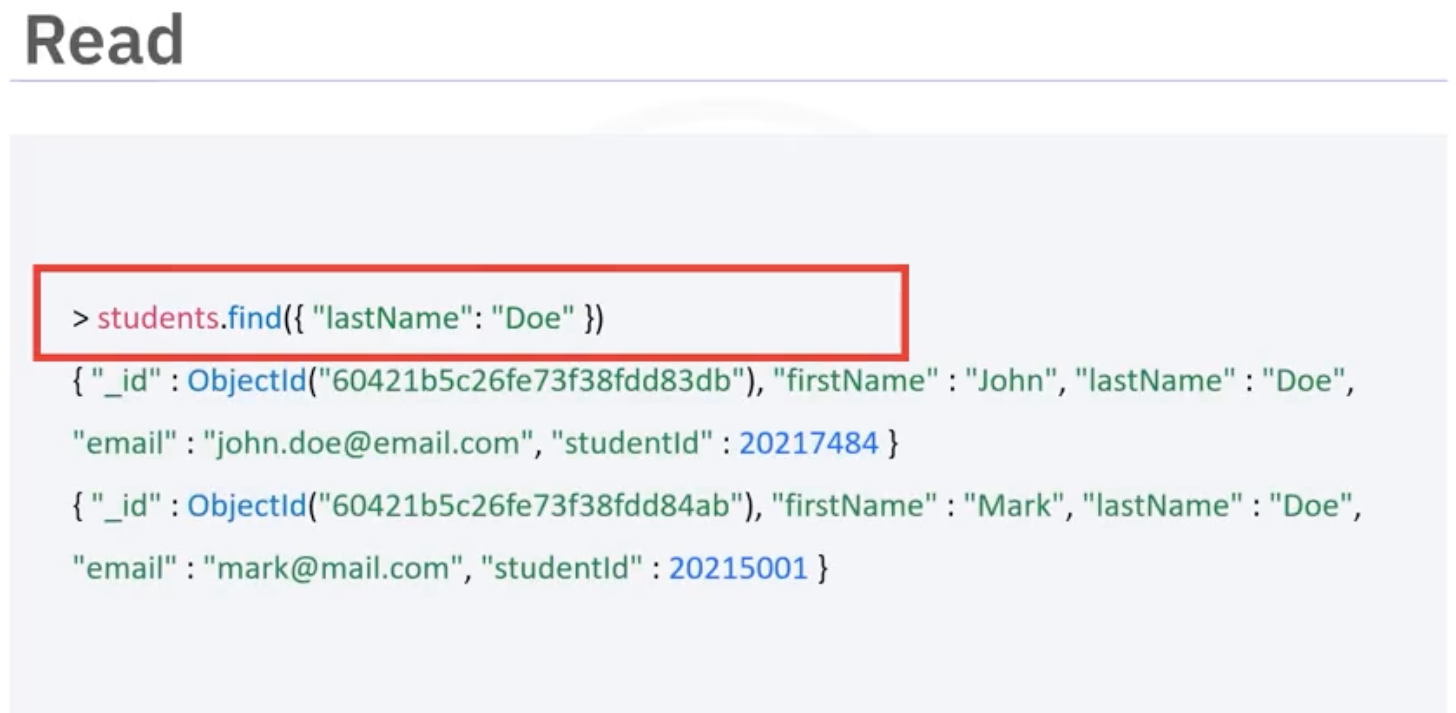 Read
> students.find({ "lastName": "Doe" })
{ "_id" : ObjectId("60421b5c26fe73f38fdd83db"), "firstName" : "John", "lastName" : "Doe",
"email" : "john.doe@email.com", "studentId" : 20217484 }
{ "_id" : ObjectId("60421b5c26fe73f38fdd84ab"), "firstName" : "Mark", "lastName" : "Doe",
"email" : "mark@mail.com", "studentId" : 20215001 }